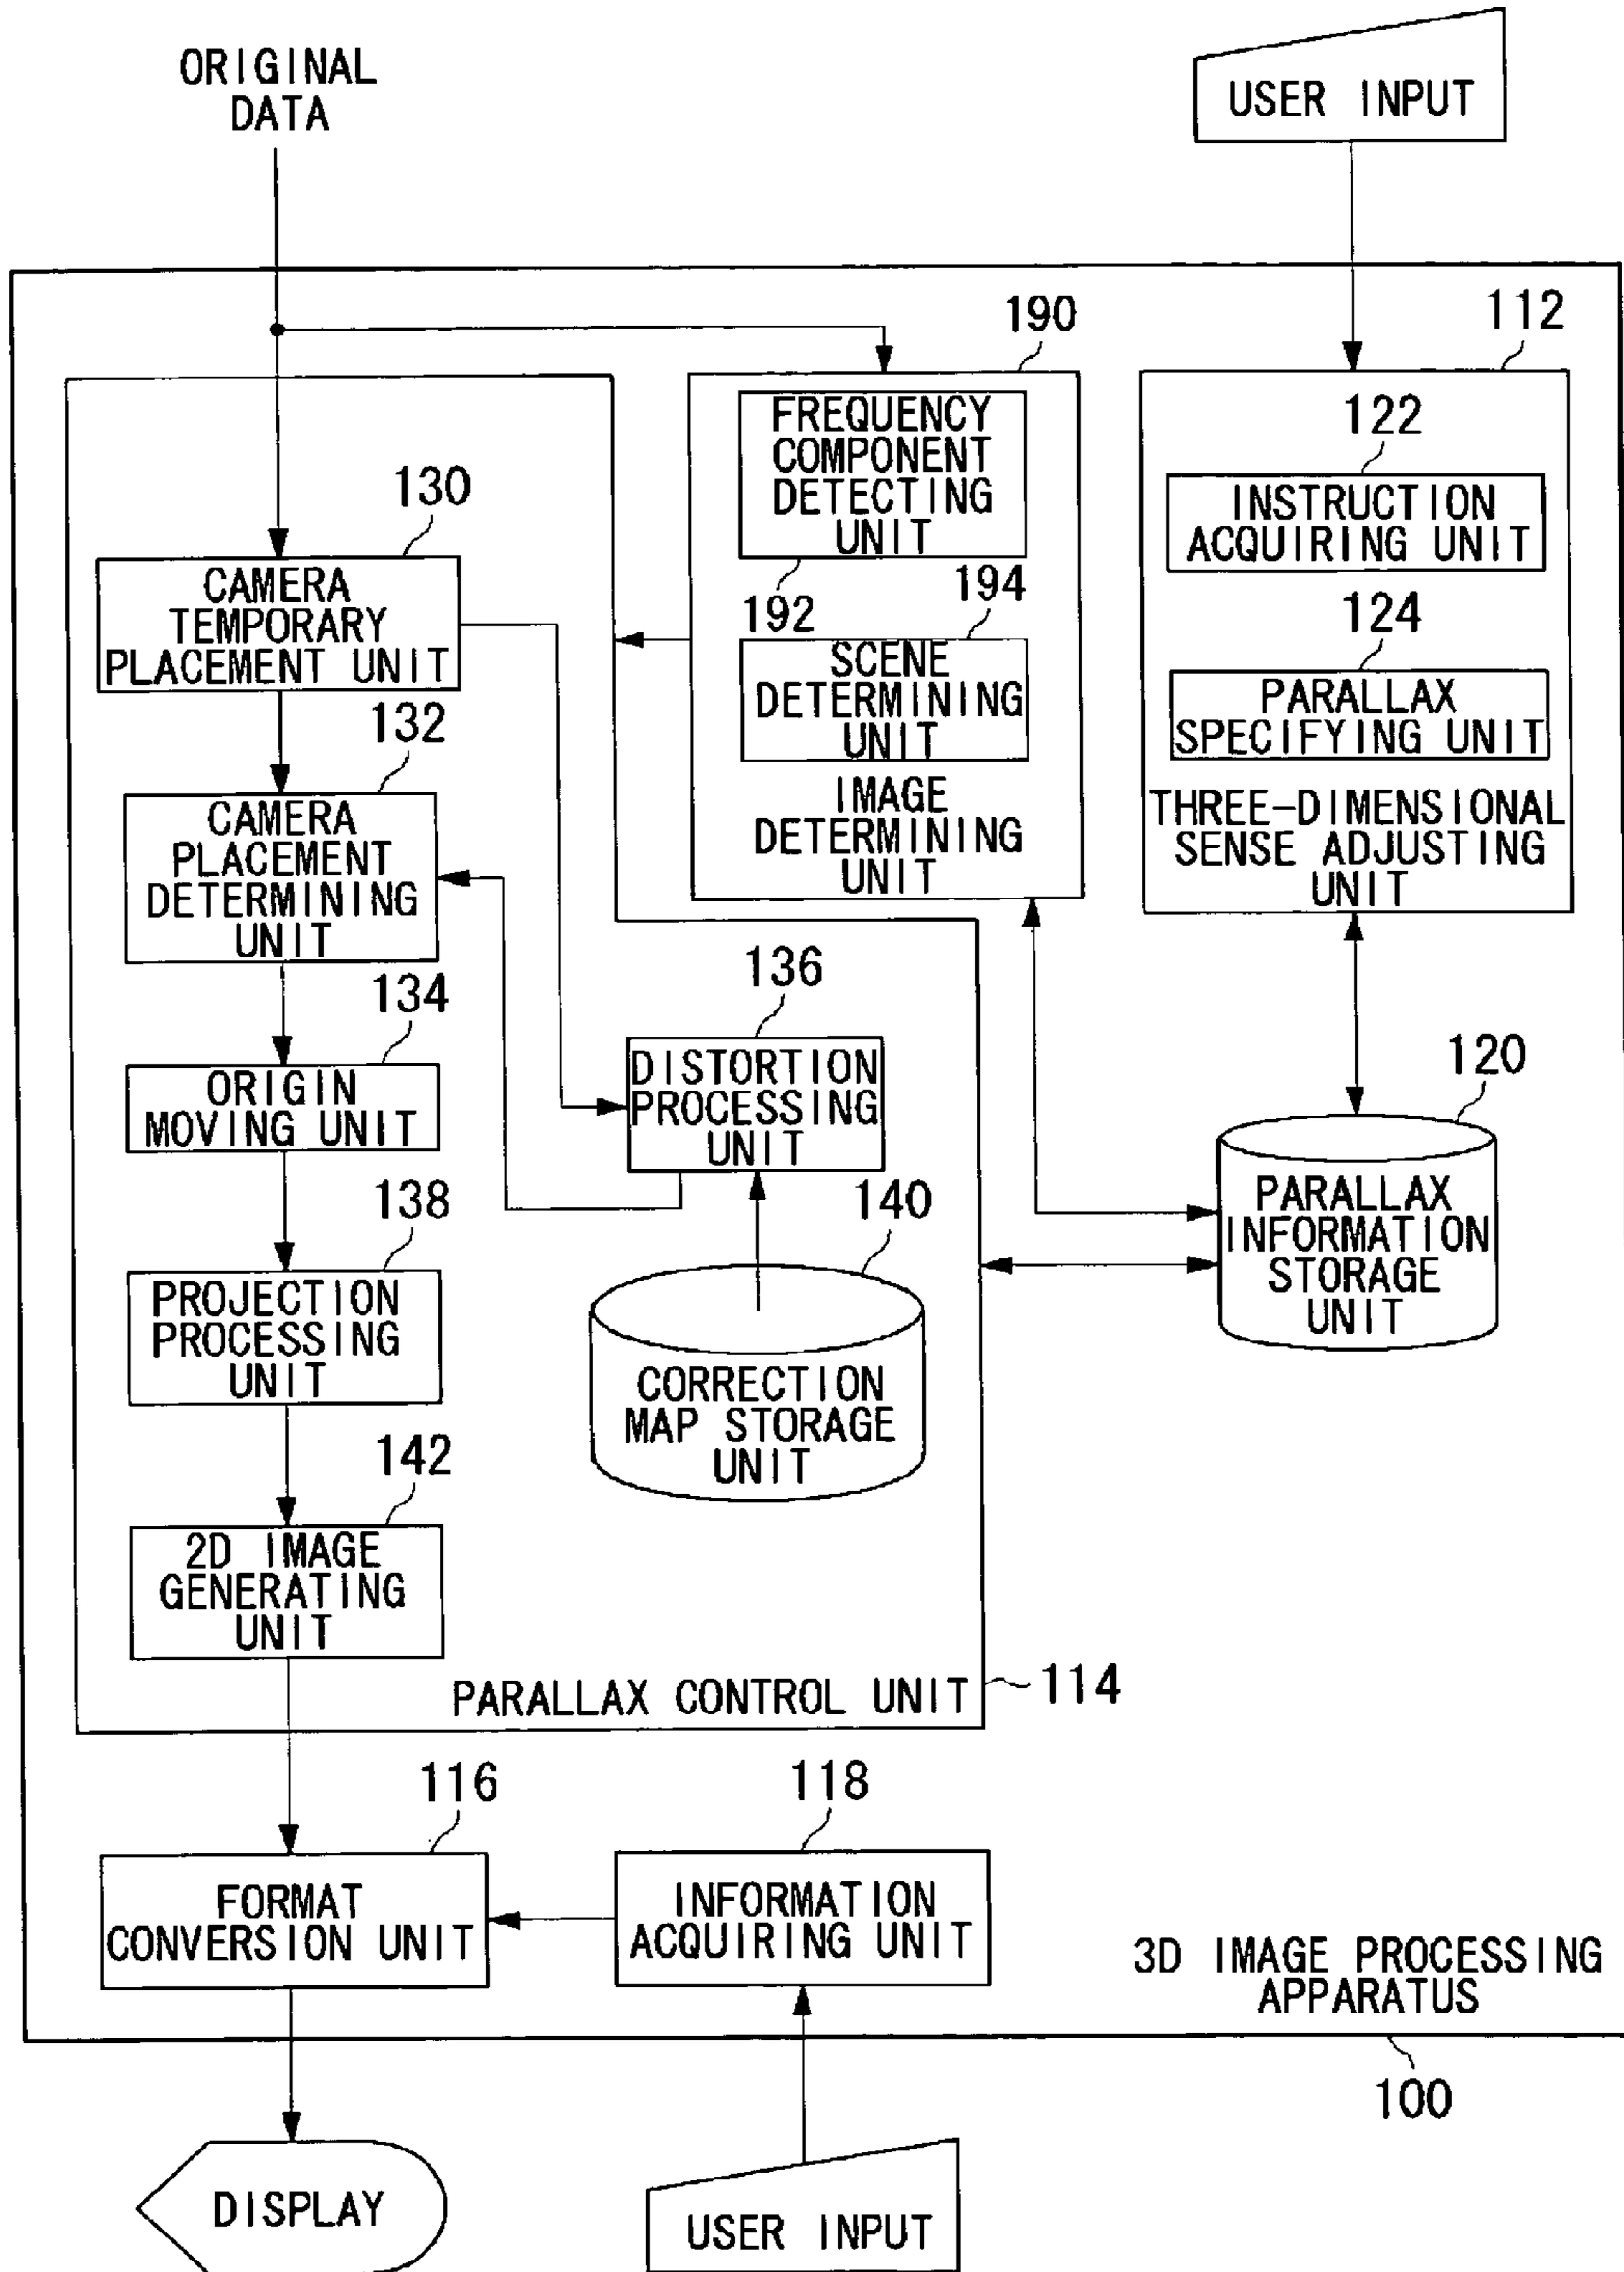 ORIGINAL
DATA
USER INPUT
190
112
FREQUENCY
COMPONENT
DETECTING
UNIT
192
194
SCENE
DETERMINING
UNIT
IMAGE
DETERMINING
UNIT
122
INSTRUCTION
ACQUIRING UNIT
124
PARALLAX
SPECIFYING UNIT
THREE-DIMENSIONAL
SENSE ADJUSTING
UNIT
130
CAMERA
TEMPORARY
PLACEMENT UNIT
132
CAMERA
PLACEMENT
DETERMINING
UNIT
134
ORIGIN
MOVING UNIT
136
DISTORTION
PROCESSING
UNIT
120
PARALLAX
INFORMATION
STORAGE
UNIT
138
PROJECTION
PROCESSING
UNIT
140
CORRECTION
MAP STORAGE
UNIT
142
2D IMAGE
GENERATING
UNIT
PARALLAX CONTROL UNIT
114
116
FORMAT
CONVERSION UNIT
118
INFORMATION
ACQUIRING UNIT
3D IMAGE PROCESSING
APPARATUS
100
DISPLAY
USER INPUT